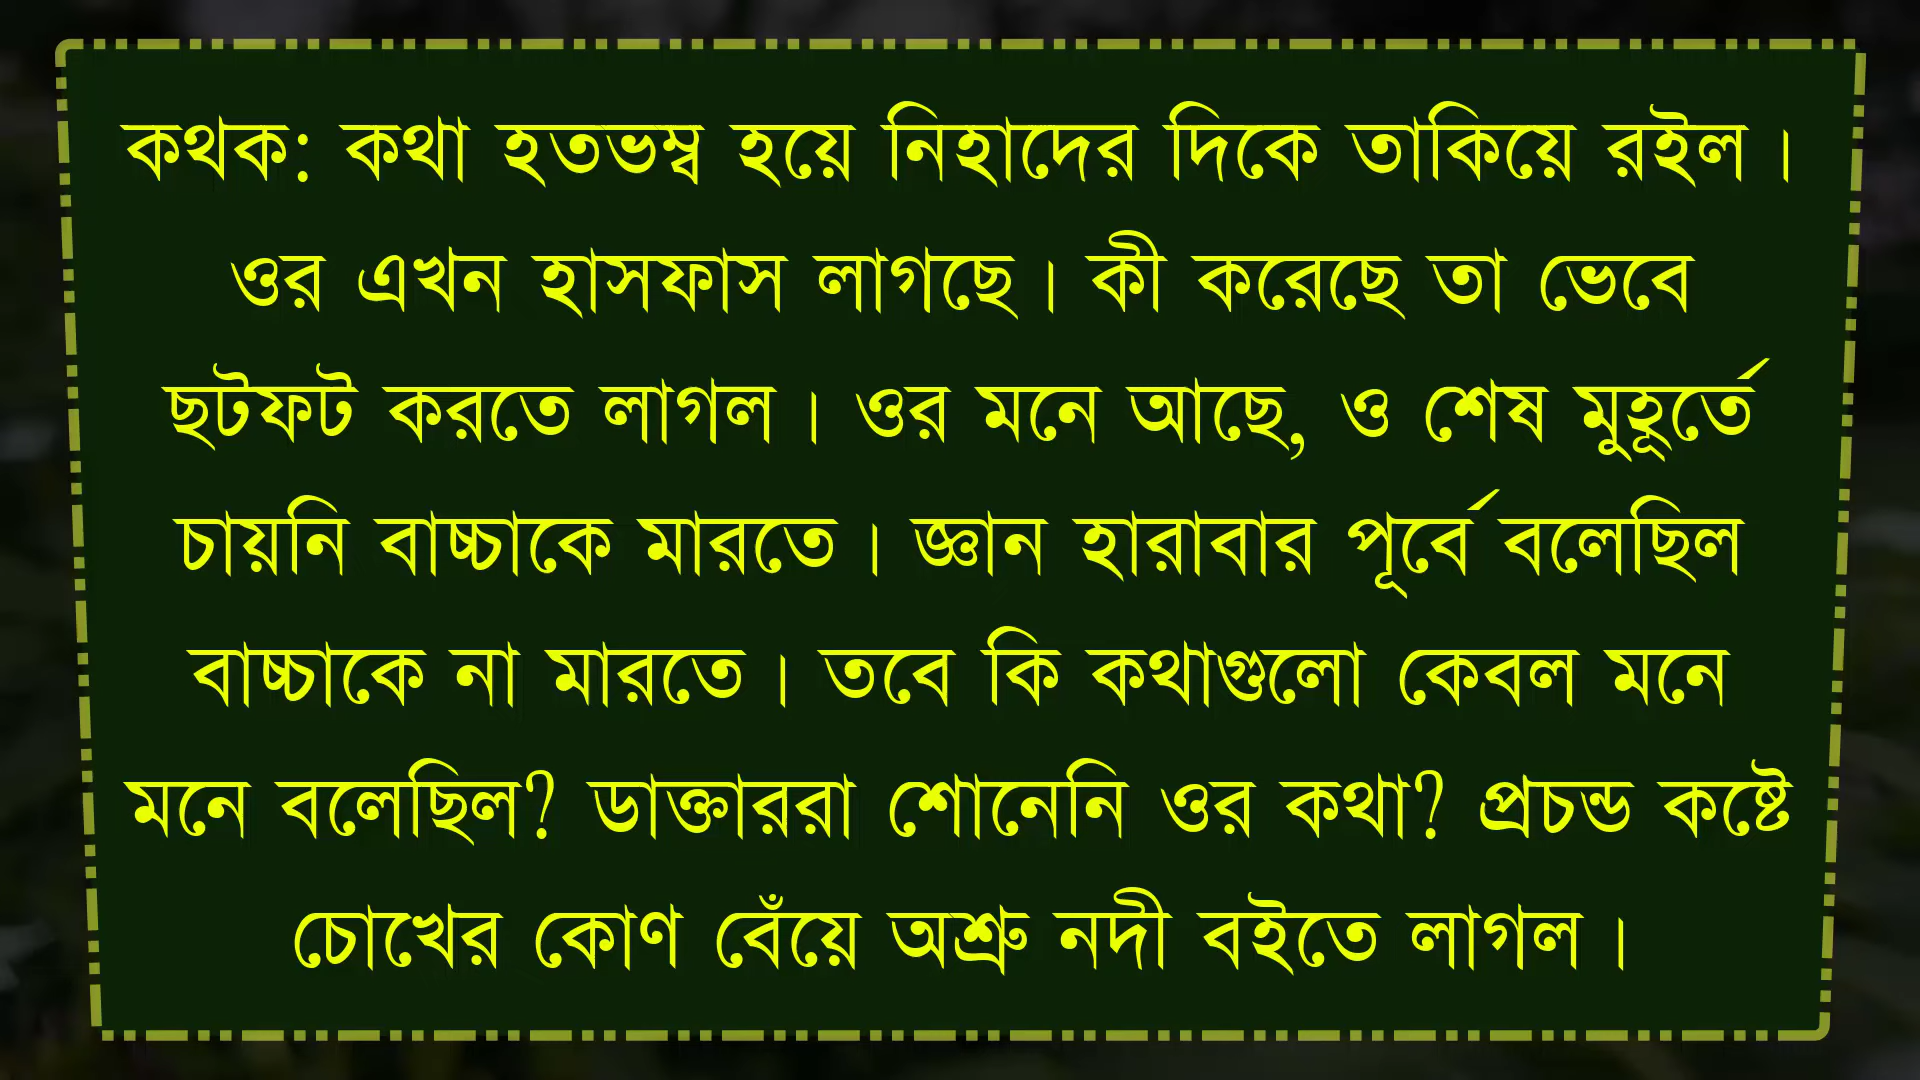 কথক: কথা হতভম্ব হয়ে নিহাদের দিকে তাকিয়ে রইল।
ওর এখন হাসফাস লাগছে। কী করেছে তা ভেবে
ছটফট করতে লাগল। ওর মনে আছে, ও শেষ মুহূর্তে
চায়নি বাচ্চাকে মারতে। জ্ঞান হারাবার পূর্বে বলেছিল
বাচ্চাকে না মারতে। তবে কি কথাগুলো কেবল মনে
মনে বলেছিল? ডাক্তাররা শোনেনি ওর কথা? প্রচন্ড কষ্টে
চোখের কোণ বেঁয়ে অশ্রু নদী বইতে লাগল।